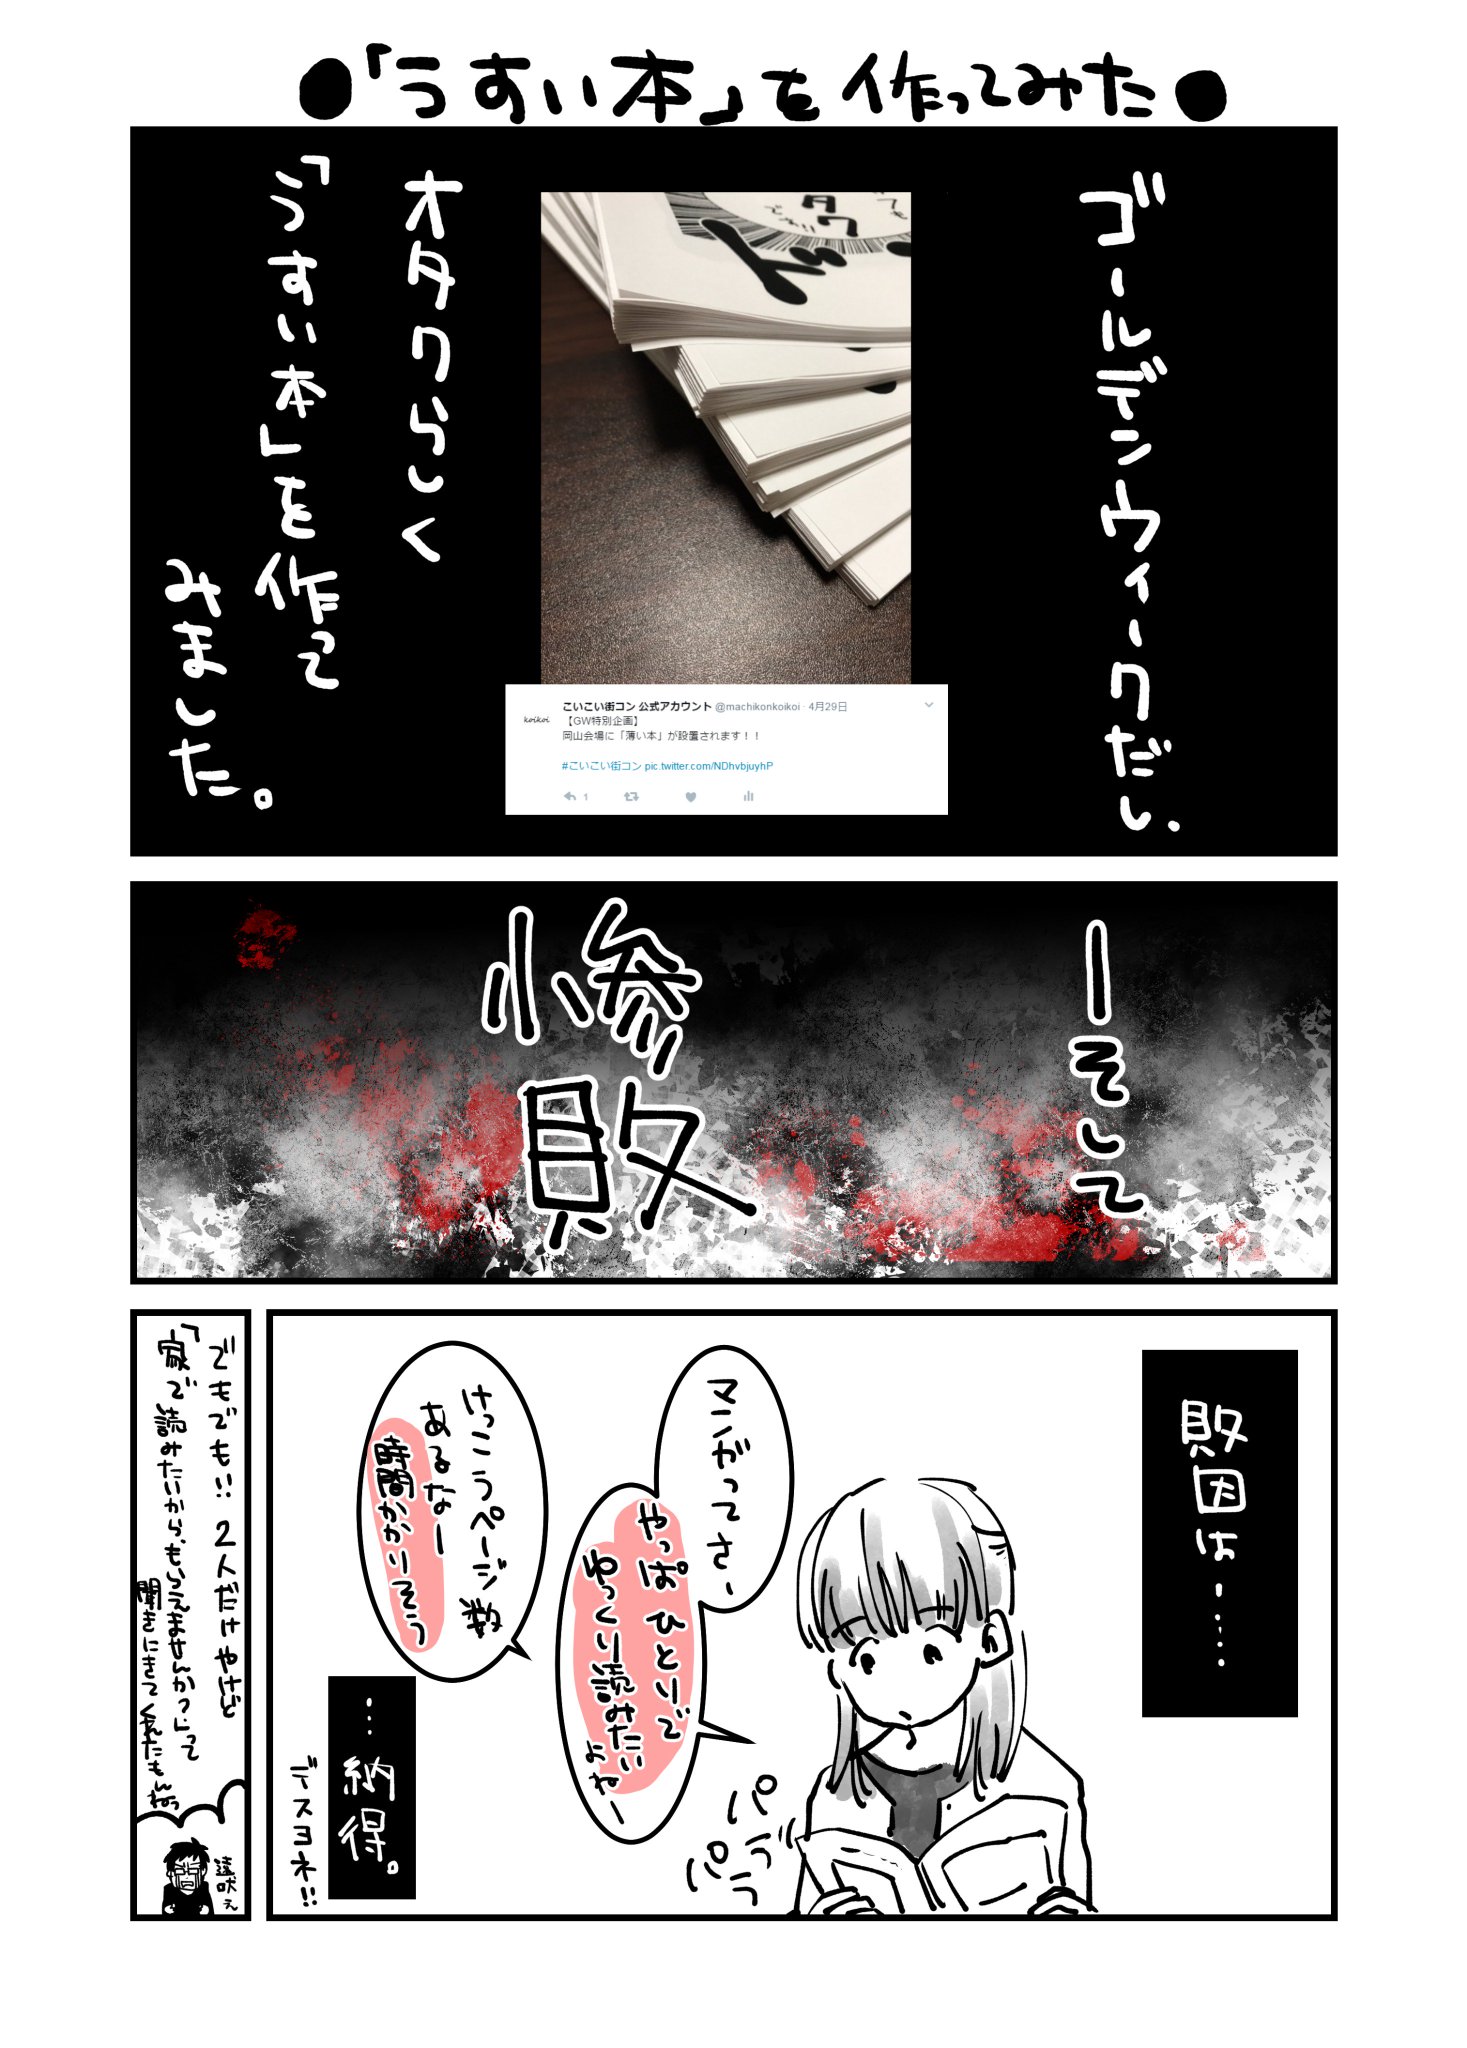 ●「うすい本」を作ってみた●
ゴールデンウィークだし、
オタクらしく
「うすい本」を作って
みました。
タク
こいこい街コン 公式アカウント @machikonkoikoi · 4月29日
koikoi
【GW特別企画】
岡山会場に「薄い本」が設置されます！！
#こいこい街コン pic.twitter.com/NDhvbjuyhP
1
ーそして
惨敗
敗因は・・・・・
マンガってさー
やっぱひとりで
ゆっくり読みたい
よねー
パラパラ
けっこうページ数
あるなー
時間かかりそう
…納得。
デスヨネ!!
でもでも!! 2人だけやけど
「家で読みたいから、もらえませんか？」って
聞きにきてくれたもんねっ
遠吠え